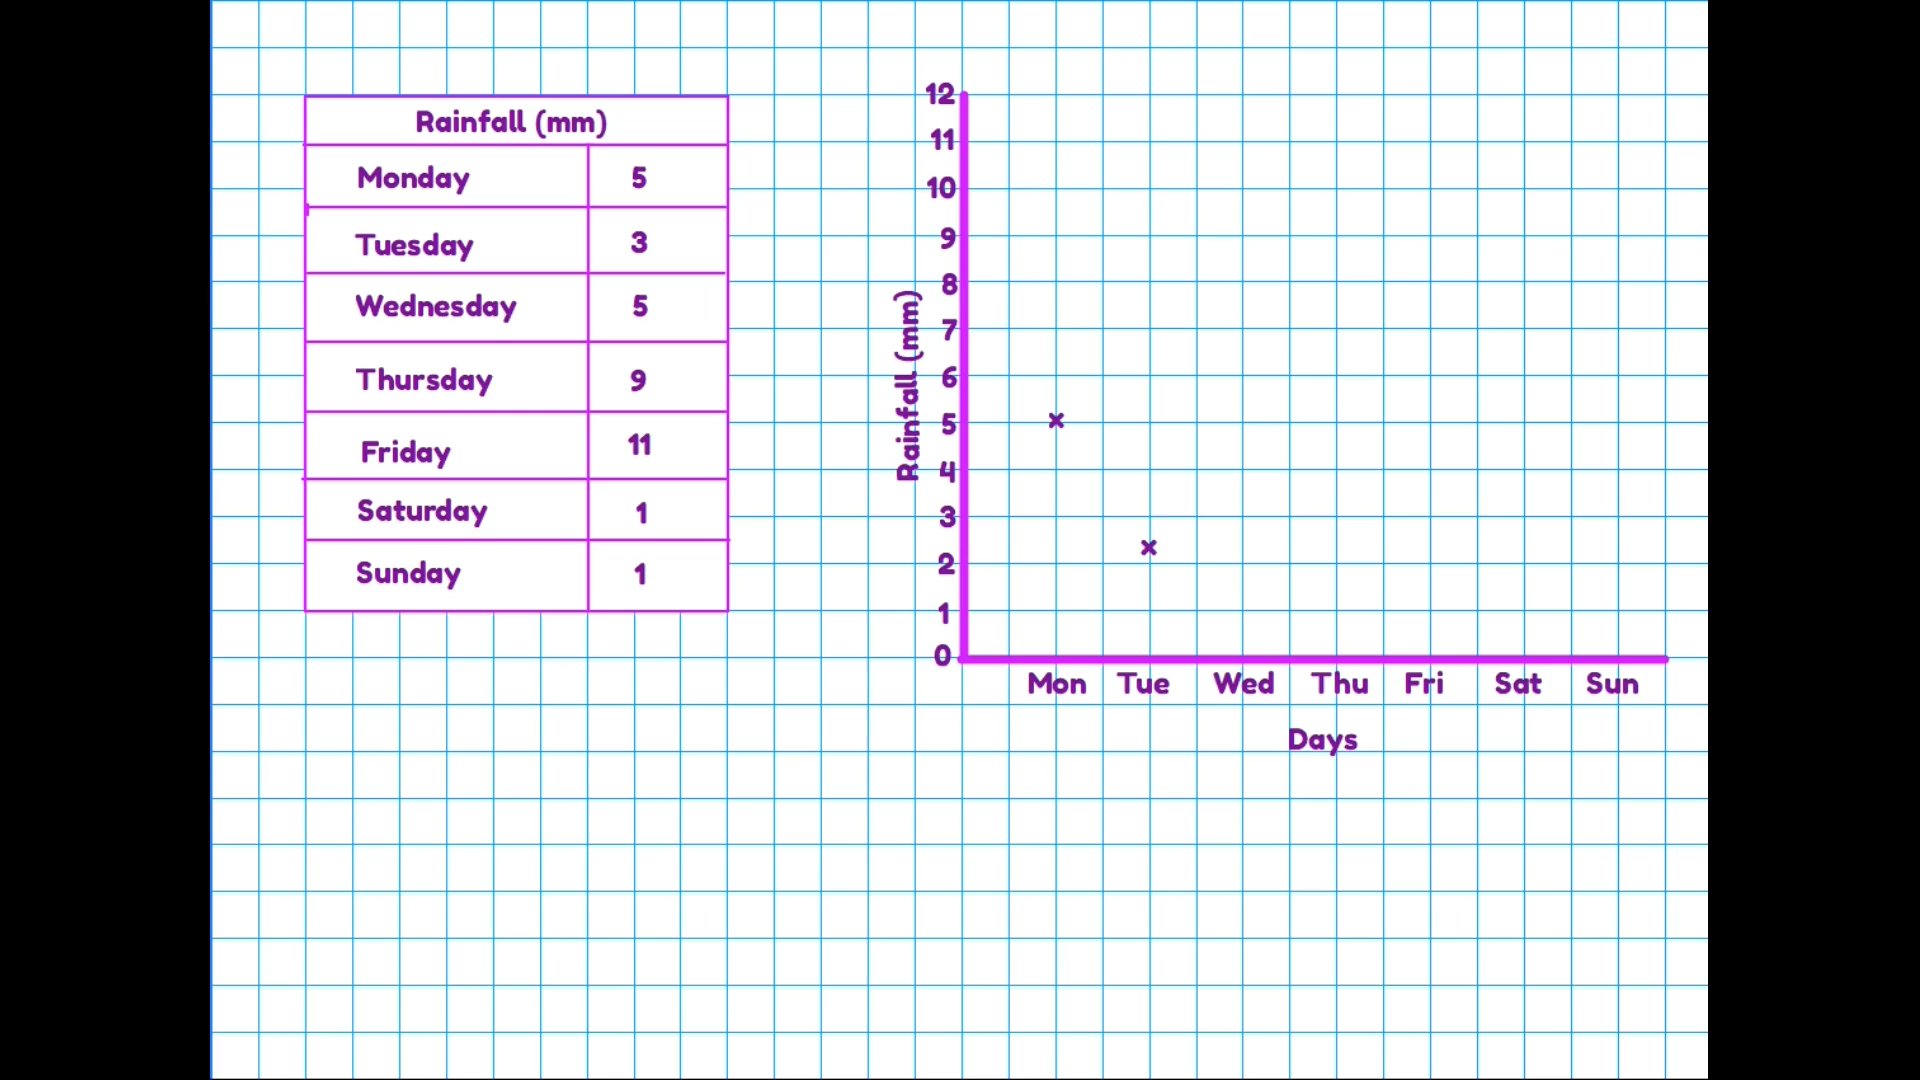 Rainfall (mm)
Monday 5
Tuesday 3
Wednesday 5
Thursday 9
Friday 11
Saturday 1
Sunday 1
Rainfall (mm)
12
11
10
9
8
7
6
5
4
3
2
1
0
Mon Tue Wed Thu Fri Sat Sun
Days